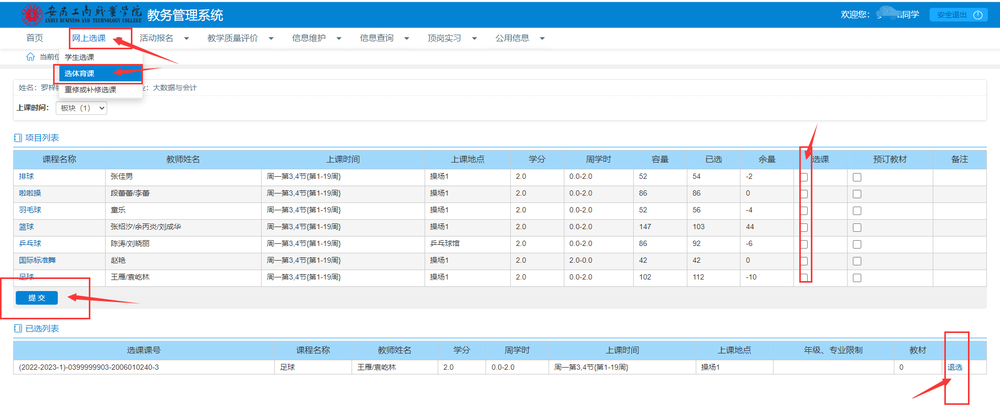 安庆工商职业学院 教务管理系统 欢迎您： 同学 安全退出
ANHUI BUSINESS AND TECHNOLOGY COLLEGE
首页 网上选课 活动报名 教学质量评价 信息维护 信息查询 顶岗实习 公用信息
当前位
学生选课
选体育课
重修或补修选课
姓名：罗梓 ：大数据与会计
上课时间： 板块（1）
项目列表
课程名称 教师姓名 上课时间 上课地点 学分 周学时 容量 已选 余量 选课 预订教材 备注
排球 张佳男 周一第3,4节{第1-19周} 操场1 2.0 0.0-2.0 52 54 -2
啦啦操 段蕾蕾/李蕾 周一第3,4节{第1-19周} 操场1 2.0 0.0-2.0 86 86 0
羽毛球 童乐 周一第3,4节{第1-19周} 操场1 2.0 0.0-2.0 52 56 -4
篮球 张绍汐/余丙炎/刘成华 周一第3,4节{第1-19周} 操场1 2.0 0.0-2.0 147 103 44
乒乓球 陈涛/刘晓丽 周一第3,4节{第1-19周} 乒乓球馆 2.0 0.0-2.0 86 92 -6
国际标准舞 赵艳 周一第3,4节{第1-19周} 操场1 2.0 2.0-0.0 42 42 0
足球 王雁/袁屹林 周一第3,4节{第1-19周} 操场1 2.0 0.0-2.0 102 112 -10
提 交
已选列表
选课课号 课程名称 教师姓名 学分 周学时 上课时间 上课地点 年级、专业限制 教材
(2022-2023-1)-0399999903-2006010240-3 足球 王雁/袁屹林 2.0 0.0-2.0 周一第3,4节{第1-19周} 操场1 0 退选